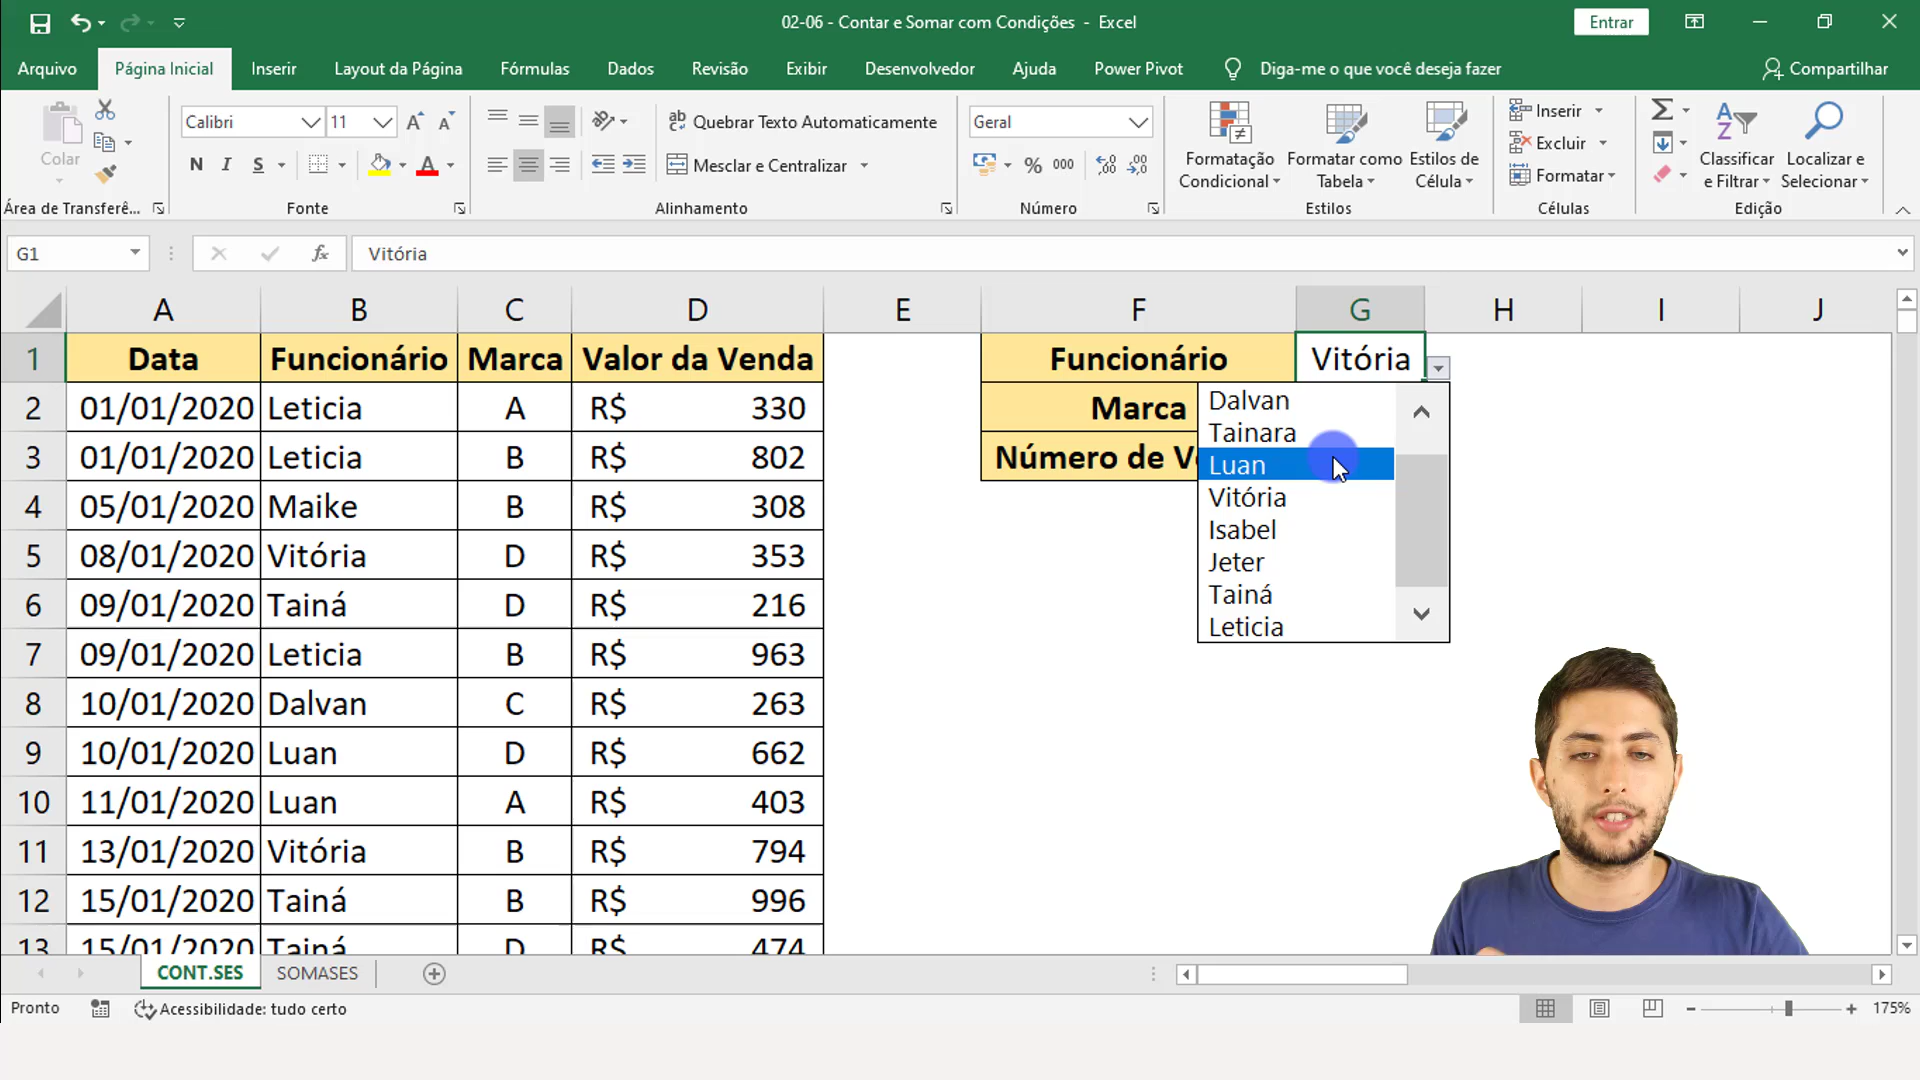 02-06 - Contar e Somar com Condições - Excel
Entrar
Arquivo
Página Inicial
Inserir
Layout da Página
Fórmulas
Dados
Revisão
Exibir
Desenvolvedor
Ajuda
Power Pivot
Diga-me o que você deseja fazer
Compartilhar
Colar
Calibri
11
Quebrar Texto Automaticamente
Geral
Formatação Condicional
Formatar como Tabela
Estilos de Célula
Inserir
Excluir
Formatar
Classificar e Filtrar
Localizar e Selecionar
N I S
Mesclar e Centralizar
% 000
Área de Transferê...
Fonte
Alinhamento
Número
Estilos
Células
Edição
G1
fx
Vitória
A B C D E F G H I J
1 Data Funcionário Marca Valor da Venda Funcionário Vitória
2 01/01/2020 Leticia A R$ 330 Marca
3 01/01/2020 Leticia B R$ 802 Número de V
4 05/01/2020 Maike B R$ 308
5 08/01/2020 Vitória D R$ 353
6 09/01/2020 Tainá D R$ 216
7 09/01/2020 Leticia B R$ 963
8 10/01/2020 Dalvan C R$ 263
9 10/01/2020 Luan D R$ 662
10 11/01/2020 Luan A R$ 403
11 13/01/2020 Vitória B R$ 794
12 15/01/2020 Tainá B R$ 996
13 15/01/2020 Tainá D R$ 474
Dalvan
Tainara
Luan
Vitória
Isabel
Jeter
Tainá
Leticia
CONT.SES
SOMASES
Pronto
Acessibilidade: tudo certo
175%